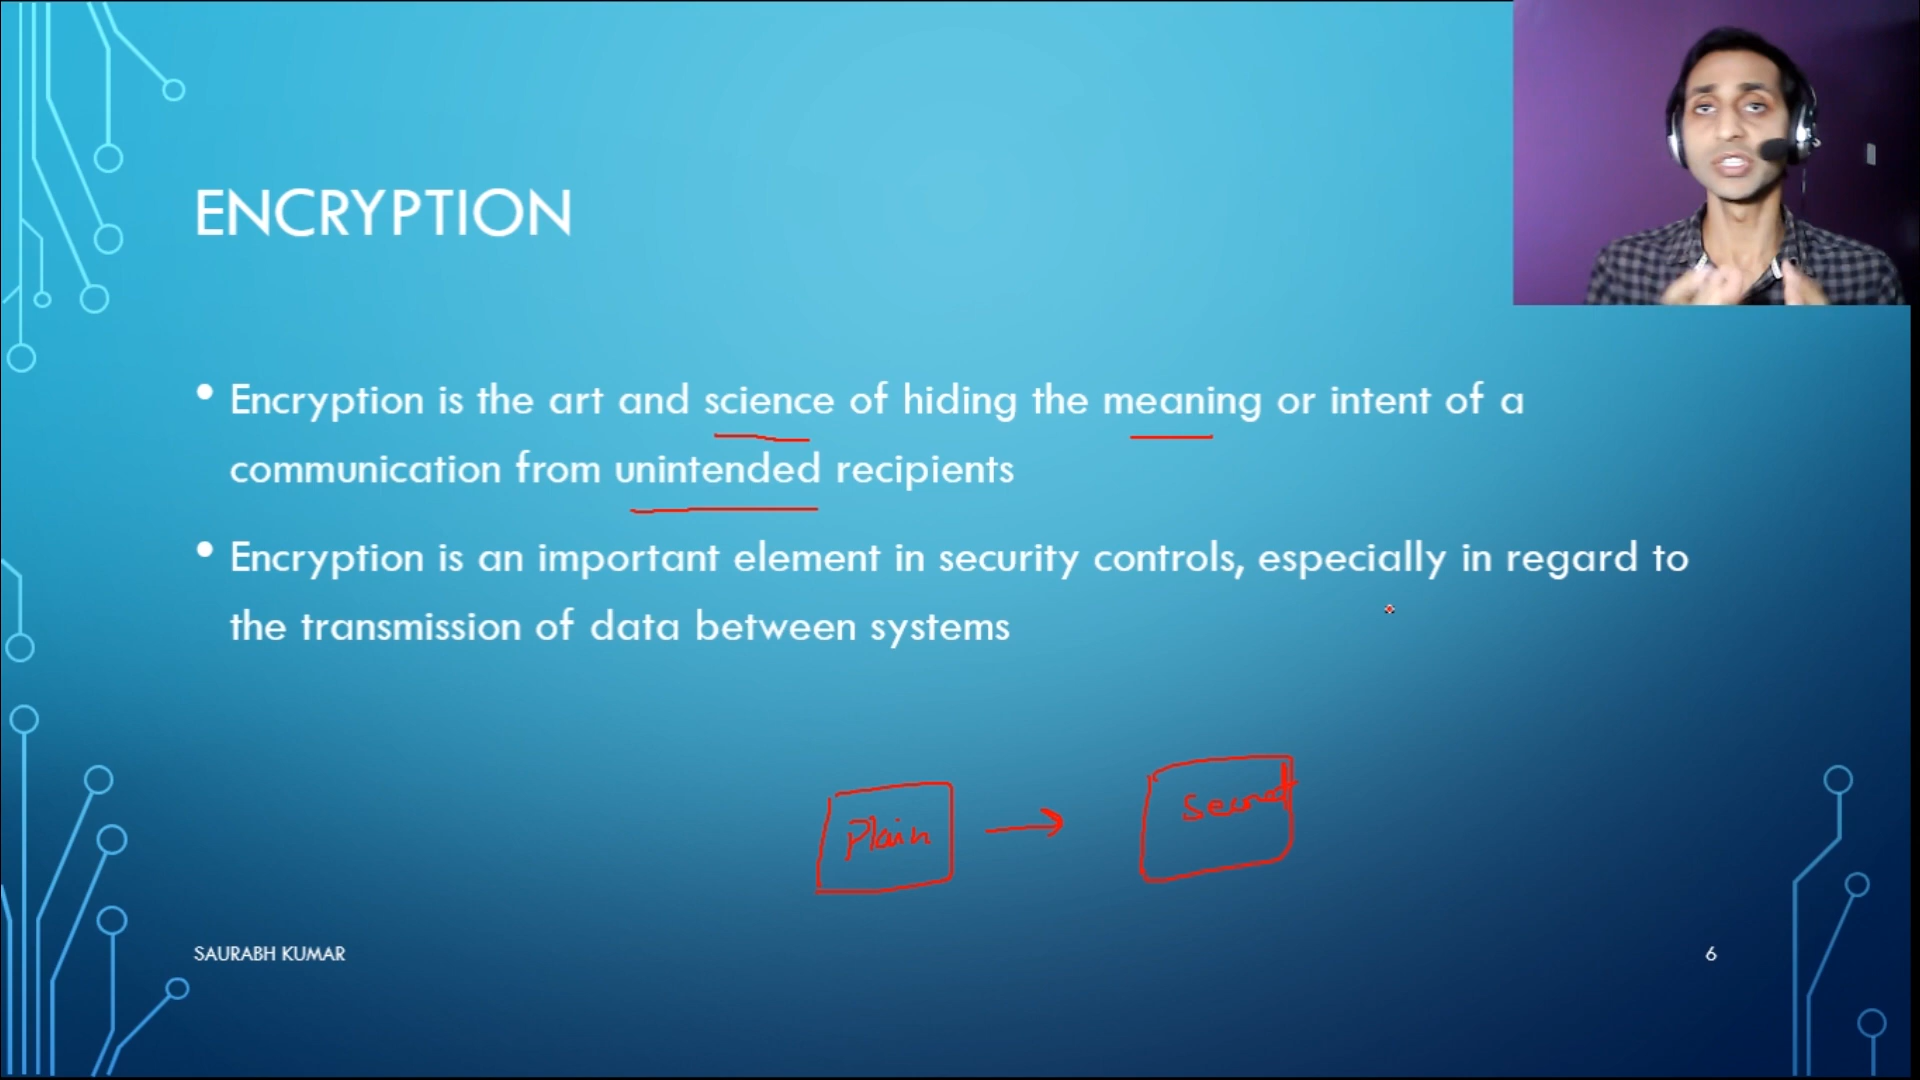 ENCRYPTION
• Encryption is the art and science of hiding the meaning or intent of a
communication from unintended recipients
• Encryption is an important element in security controls, especially in regard to
the transmission of data between systems
Plain
Secret
SAURABH KUMAR
6